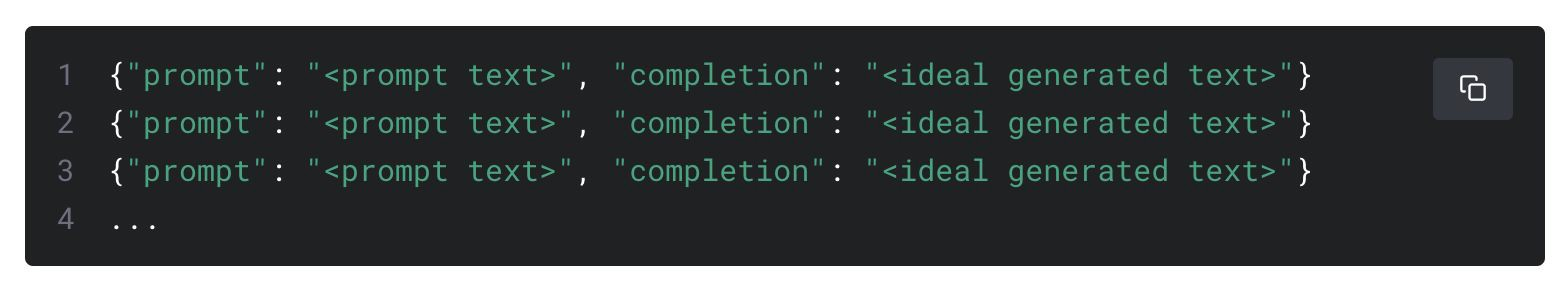 1 {"prompt": "<prompt text>", "completion": "<ideal generated text>"}
2 {"prompt": "<prompt text>", "completion": "<ideal generated text>"}
3 {"prompt": "<prompt text>", "completion": "<ideal generated text>"}
4 ...